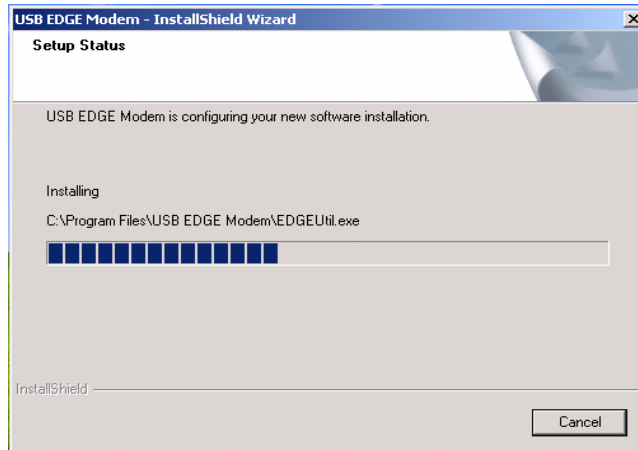 USB EDGE Modem - InstallShield Wizard
Setup Status
USB EDGE Modem is configuring your new software installation.
Installing
C:\Program Files\USB EDGE Modem\EDGEUtil.exe
InstallShield
Cancel